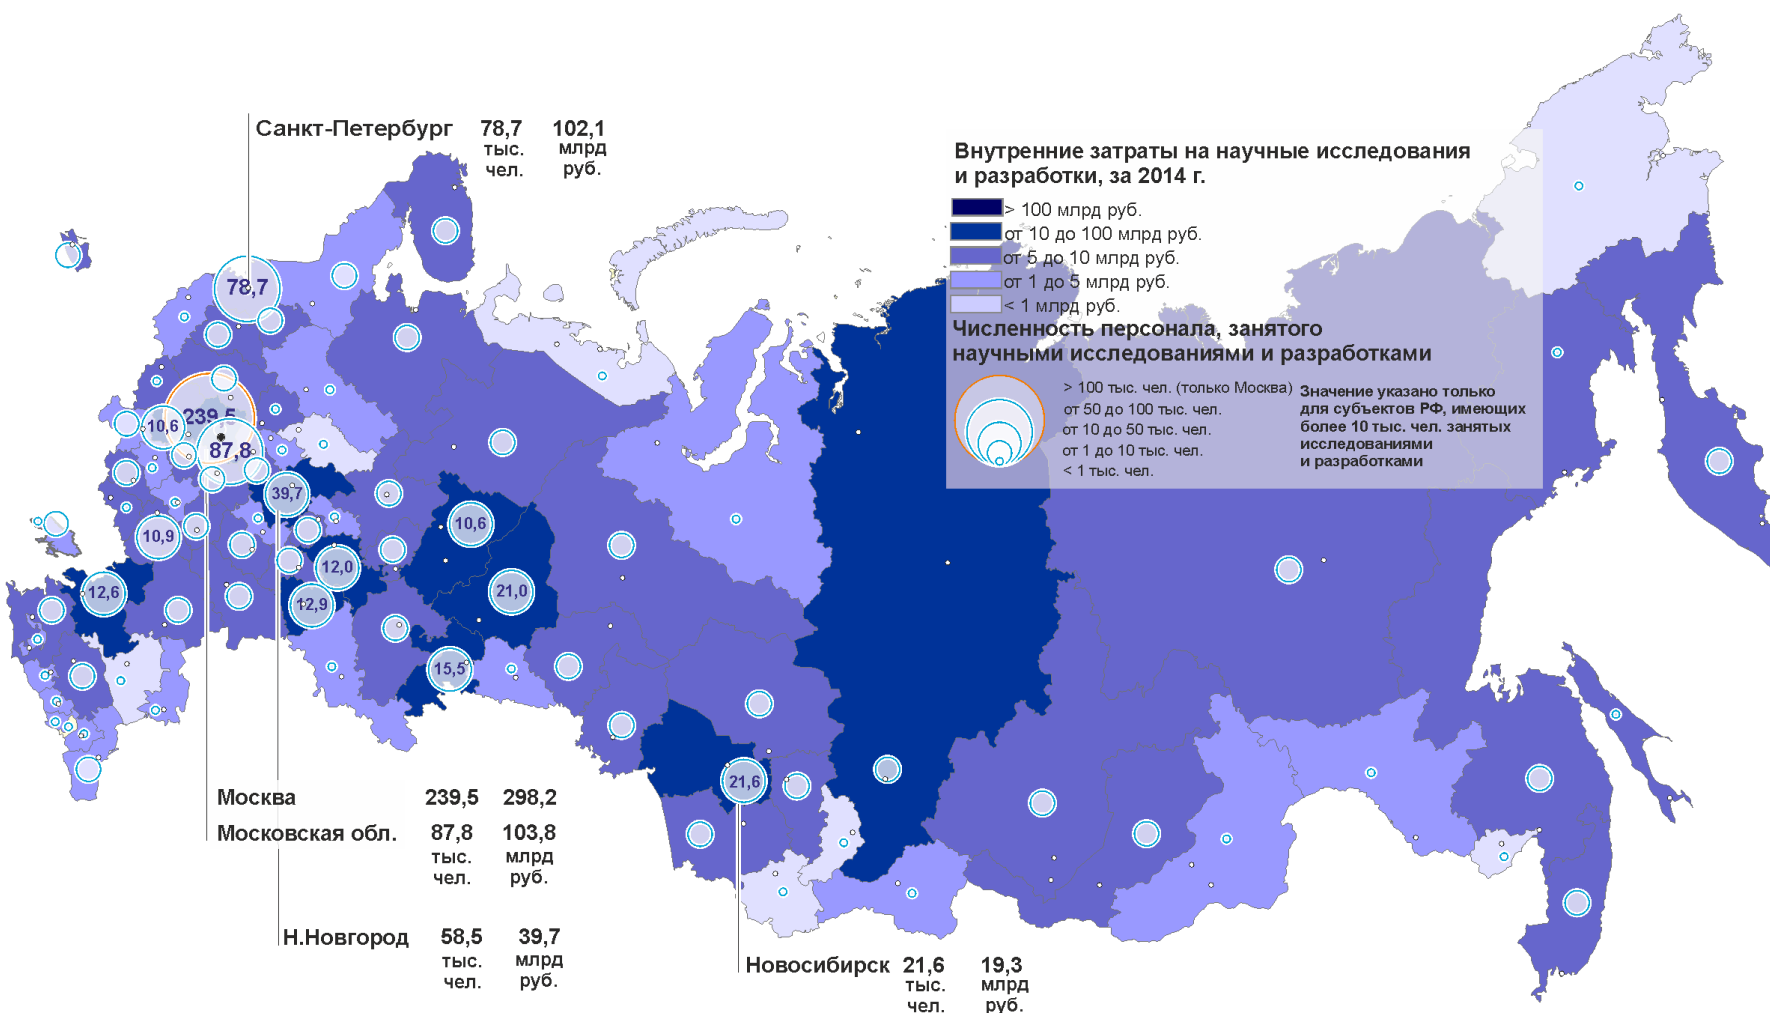 Санкт-Петербург 78,7 102,1
тыс. млрд
чел. руб.
Внутренние затраты на научные исследования
и разработки, за 2014 г.
> 100 млрд руб.
от 10 до 100 млрд руб.
от 5 до 10 млрд руб.
от 1 до 5 млрд руб.
< 1 млрд руб.
Численность персонала, занятого
научными исследованиями и разработками
> 100 тыс. чел. (только Москва)
от 50 до 100 тыс. чел.
от 10 до 50 тыс. чел.
от 1 до 10 тыс. чел.
< 1 тыс. чел.
Значение указано только
для субъектов РФ, имеющих
более 10 тыс. чел. занятых
исследованиями
и разработками
78,7
239,5
10,6
87,8
39,7
10,6
10,9
12,0
12,6
21,0
12,9
15,5
21,6
Москва 239,5 298,2
Московская обл. 87,8 103,8
тыс. млрд
чел. руб.
Н.Новгород 58,5 39,7
тыс. млрд
чел. руб.
Новосибирск 21,6 19,3
тыс. млрд
чел. руб.